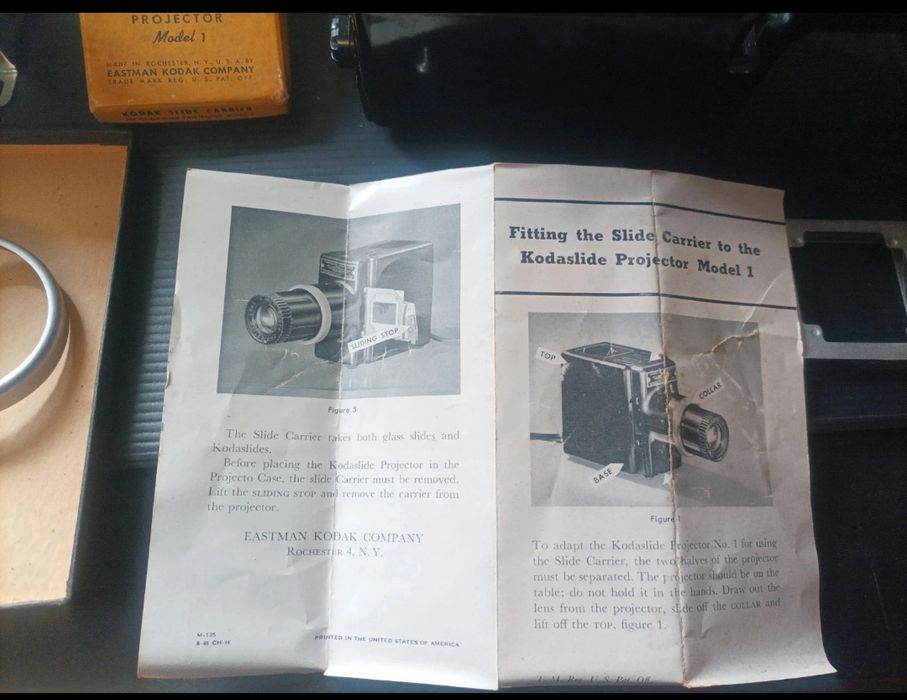 PROJECTOR
Model 1
MADE IN ROCHESTER, N.Y., U.S.A. BY
EASTMAN KODAK COMPANY
TRADE MARK REG. U. S. PAT. OFF.
KODAK SLIDE CARRIER
SLIDING STOP
Figure 5
The Slide Carrier takes both glass slides and
Kodaslides.
Before placing the Kodaslide Projector in the
Projecto Case, the slide Carrier must be removed.
Lift the SLIDING STOP and remove the carrier from
the projector.
EASTMAN KODAK COMPANY
ROCHESTER 4, N. Y.
M-135
8-46 CH-H
PRINTED IN THE UNITED STATES OF AMERICA
Fitting the Slide Carrier to the
Kodaslide Projector Model 1
TOP
COLLAR
BASE
Figure 1
To adapt the Kodaslide Projector No. 1 for using
the Slide Carrier, the two halves of the projector
must be separated. The projector should be on the
table; do not hold it in the hands. Draw out the
lens from the projector, slide off the COLLAR and
lift off the TOP, figure 1.
T. M. Reg. U. S. Pat. Off.